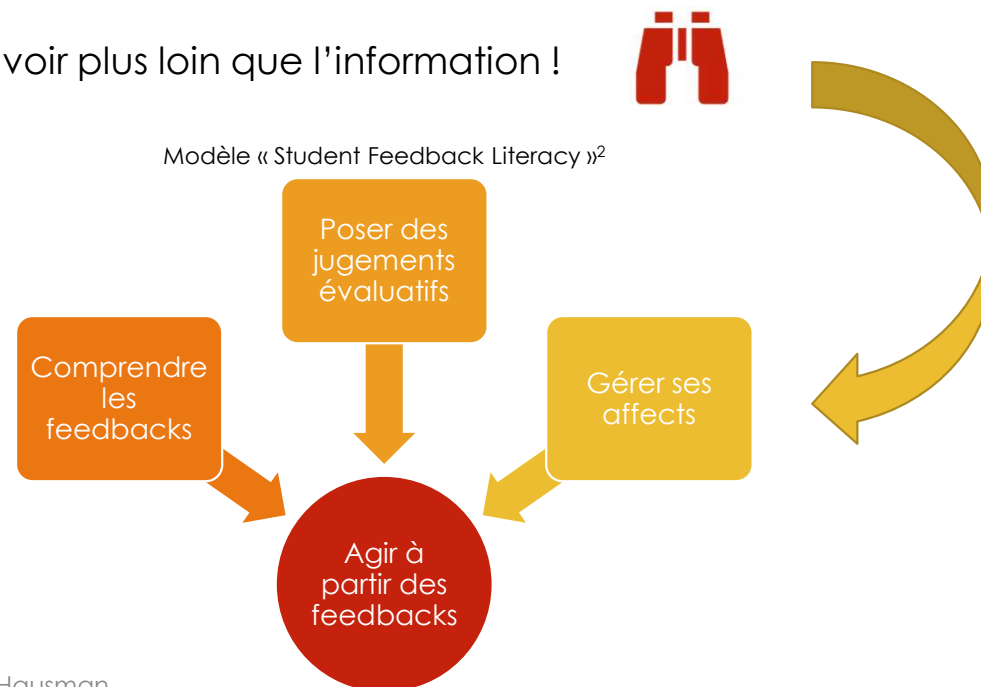 voir plus loin que l'information !
Modèle « Student Feedback Literacy »²
Poser des
jugements
évaluatifs
Comprendre
les
feedbacks
Gérer ses
affects
Agir à
partir des
feedbacks
Hausman